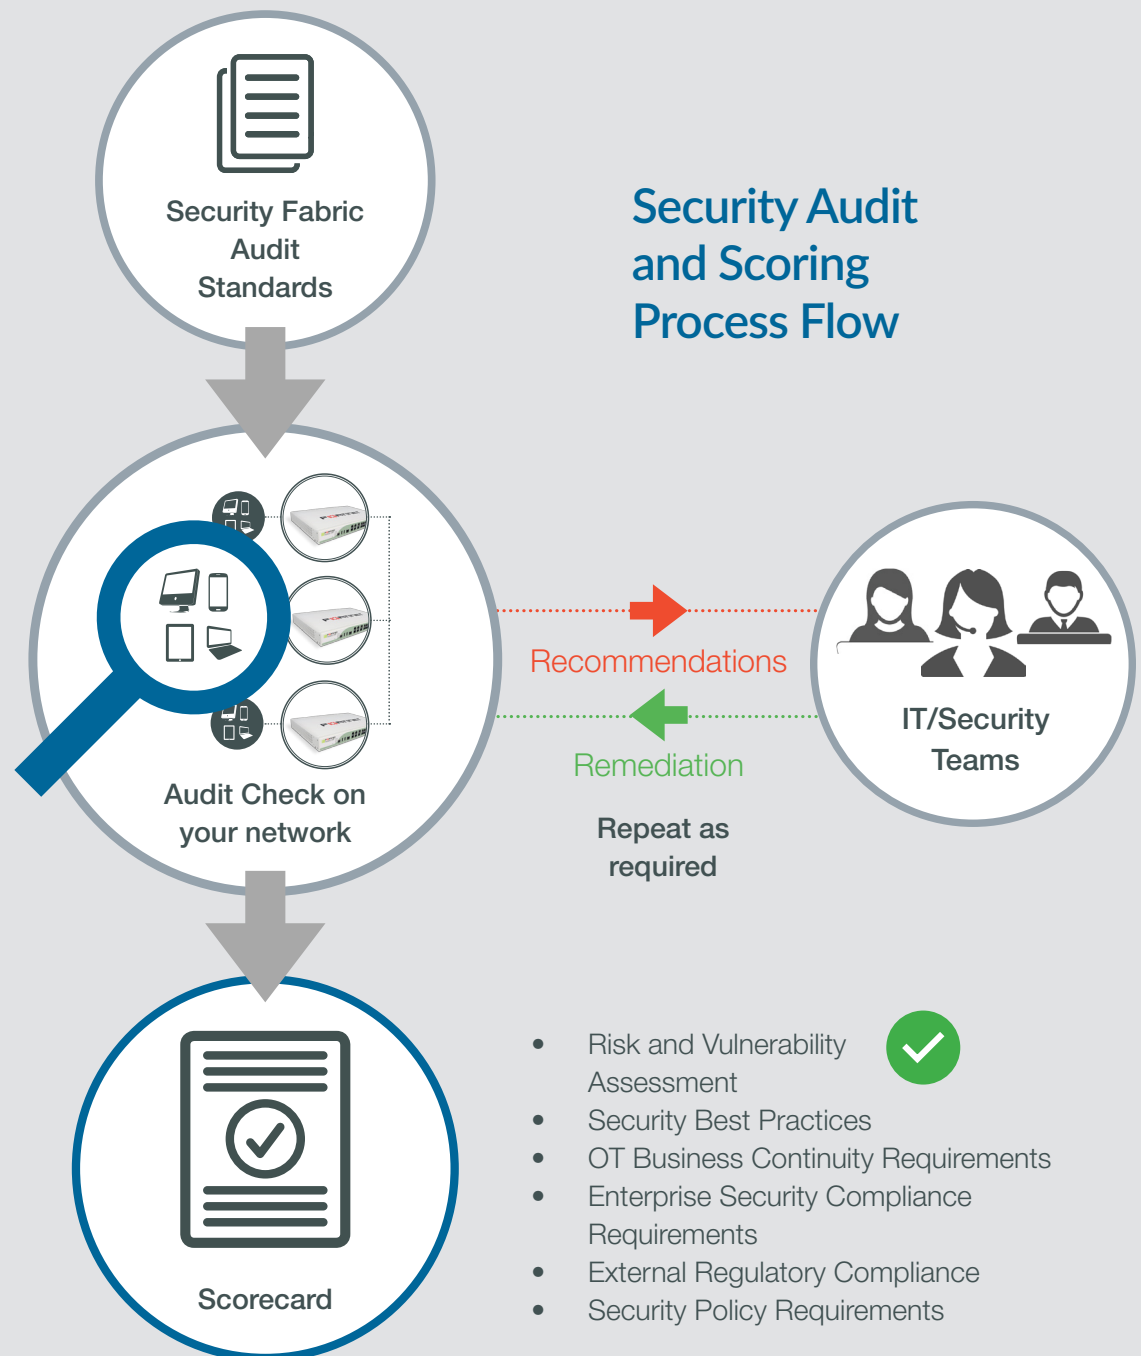 Security Fabric
Audit
Standards
Security Audit
and Scoring
Process Flow
Audit Check on
your network
Recommendations
Remediation
Repeat as
required
IT/Security
Teams
Scorecard
• Risk and Vulnerability
Assessment
• Security Best Practices
• OT Business Continuity Requirements
• Enterprise Security Compliance
Requirements
• External Regulatory Compliance
• Security Policy Requirements